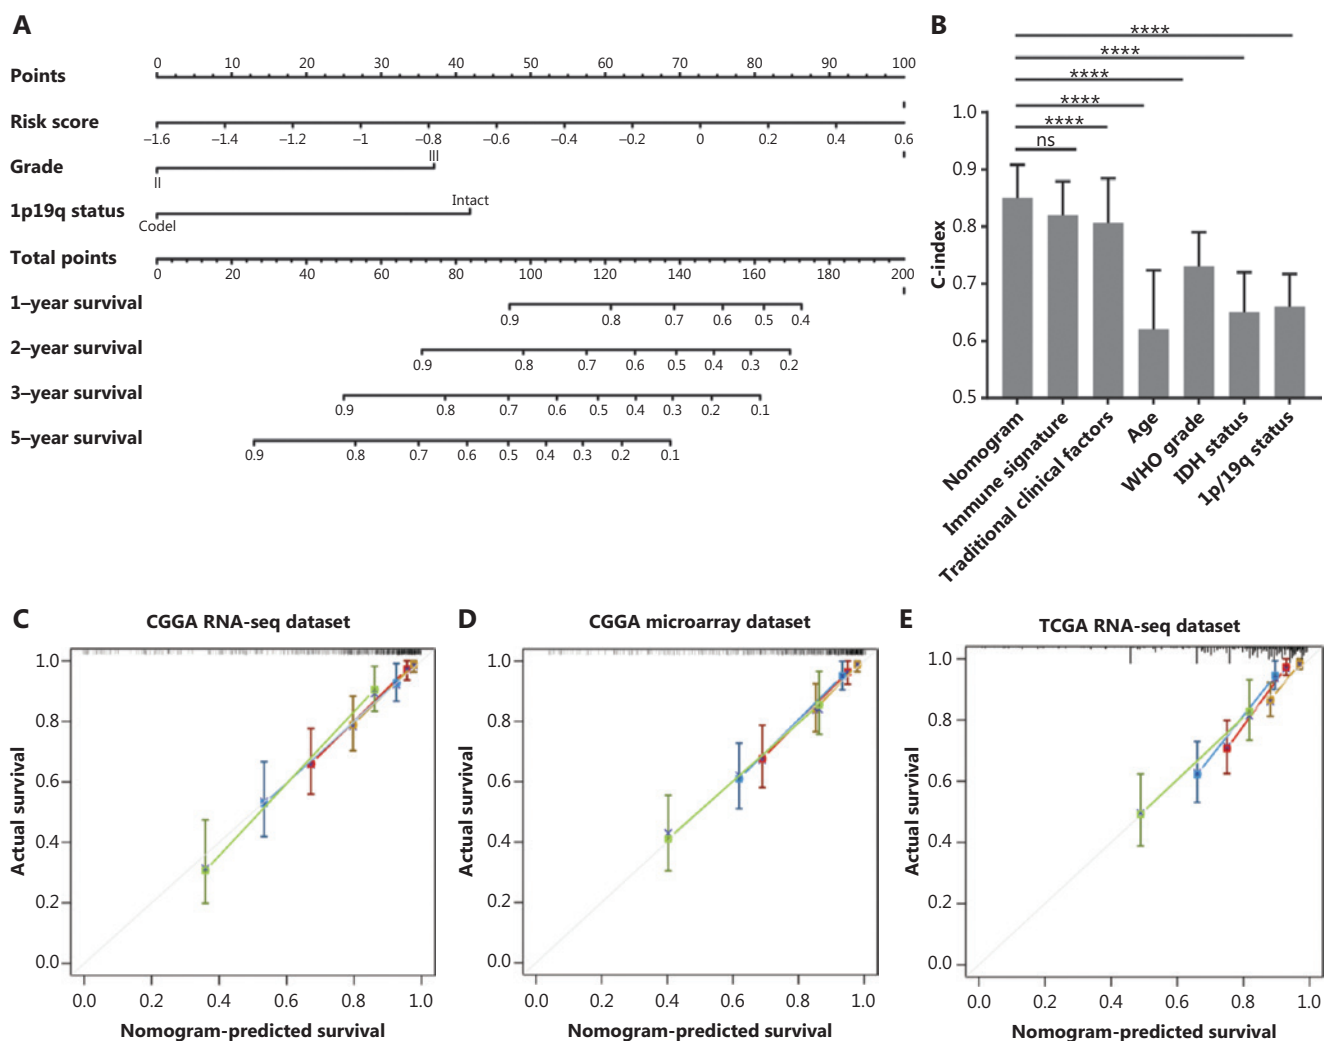 A
Points
0 10 20 30 40 50 60 70 80 90 100
Risk score
–1.6 –1.4 –1.2 –1 –0.8 –0.6 –0.4 –0.2 0 0.2 0.4 0.6
Grade
III
II
1p19q status
Intact
Codel
Total points
0 20 40 60 80 100 120 140 160 180 200
1–year survival
0.9 0.8 0.7 0.6 0.5 0.4
2–year survival
0.9 0.8 0.7 0.6 0.5 0.4 0.3 0.2
3–year survival
0.9 0.8 0.7 0.6 0.5 0.4 0.3 0.2 0.1
5–year survival
0.9 0.8 0.7 0.6 0.5 0.4 0.3 0.2 0.1
B
****
****
****
****
****
ns
C-index
1.0
0.9
0.8
0.7
0.6
0.5
Nomogram
Immune signature
Traditional clinical factors
Age
WHO grade
IDH status
1p/19q status
C
CGGA RNA-seq dataset
Actual survival
1.0
0.8
0.6
0.4
0.2
0.0
0.0 0.2 0.4 0.6 0.8 1.0
Nomogram-predicted survival
D
CGGA microarray dataset
Actual survival
1.0
0.8
0.6
0.4
0.2
0.0
0.0 0.2 0.4 0.6 0.8 1.0
Nomogram-predicted survival
E
TCGA RNA-seq dataset
Actual survival
1.0
0.8
0.6
0.4
0.2
0.0
0.0 0.2 0.4 0.6 0.8 1.0
Nomogram-predicted survival